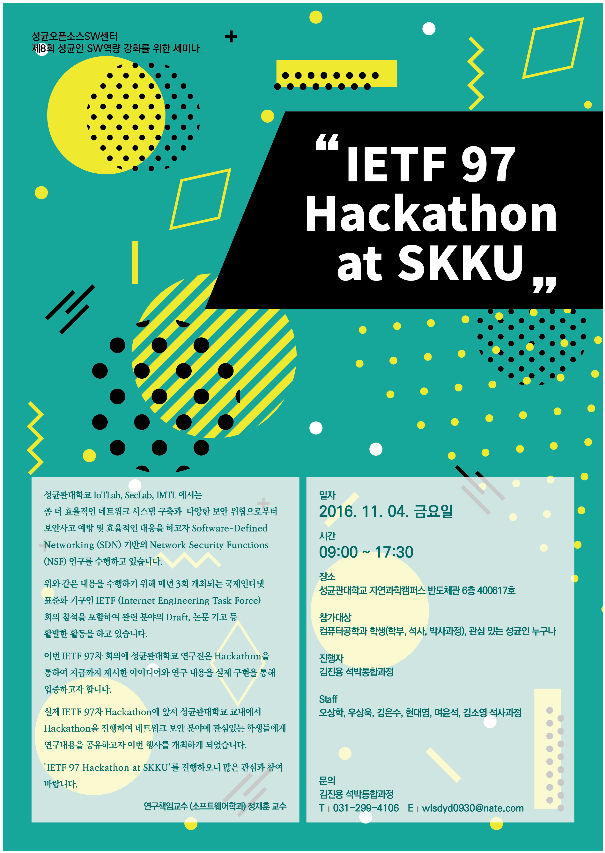 성균오픈소스SW센터
제8회 성균인 SW역량 강화를 위한 세미나
“ IETF 97
Hackathon
at SKKU „
성균관대학교 IoTLab, SecLab, IMTL 에서는
좀 더 효율적인 네트워크 시스템 구축과 다양한 보안 위협으로부터
보안사고 예방 및 효율적인 대응을 하고자 Software-Defined
Networking (SDN) 기반의 Network Security Functions
(NSF) 연구를 수행하고 있습니다.
위와 같은 내용을 수행하기 위해 매년 3회 개최되는 국제인터넷
표준화 기구인 IETF (Internet Engineering Task Force)
회의 참석을 포함하여 관련 분야의 Draft, 논문 기고 등
활발한 활동을 하고 있습니다.
이번 IETF 97차 회의에 성균관대학교 연구진은 Hackathon을
통하여 지금까지 제시한 아이디어와 연구 내용을 실제 구현을 통해
입증하고자 합니다.
실제 IETF 97차 Hackathon에 앞서 성균관대학교 교내에서
Hackathon을 진행하여 네트워크 보안 분야에 관심있는 학생들에게
연구내용을 공유하고자 이번 행사를 개최하게 되었습니다.
'IETF 97 Hackathon at SKKU'를 진행하오니 많은 관심과 참여
바랍니다.
연구책임교수 (소프트웨어학과) 정재훈 교수
일자
2016. 11. 04. 금요일
시간
09:00 ~ 17:30
장소
성균관대학교 자연과학캠퍼스 반도체관 6층 400617호
참가대상
컴퓨터공학과 학생(학부, 석사, 박사과정), 관심 있는 성균인 누구나
진행자
김진용 석박통합과정
Staff
오상학, 우상욱, 김은수, 현대영, 여윤석, 김소영 석사과정
문의
김진용 석박통합과정
T : 031-299-4106 E : wlsdyd0930@nate.com